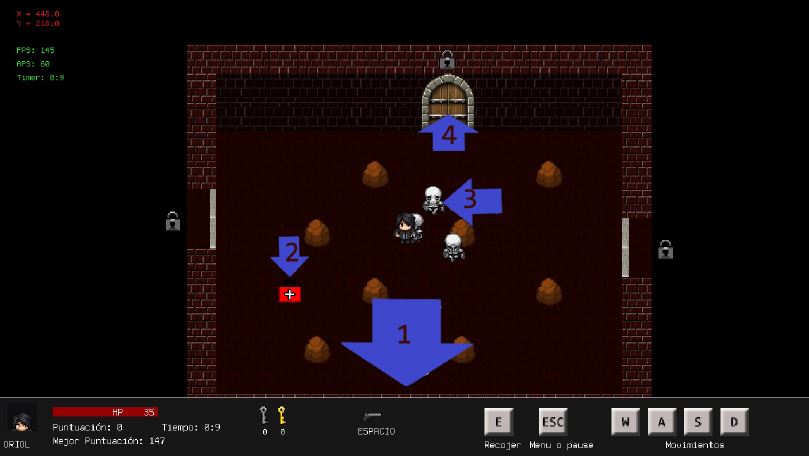 X = 448.0
Y = 218.0
FPS: 145
APS: 60
Timer: 0:9
4
3
2
1
HP 35
Puntuación: 0 Tiempo: 0:9
Mejor Puntuación: 147
ORIOL
0 0
ESPACIO
E ESC W A S D
Recojer Menu o pause Movimientos